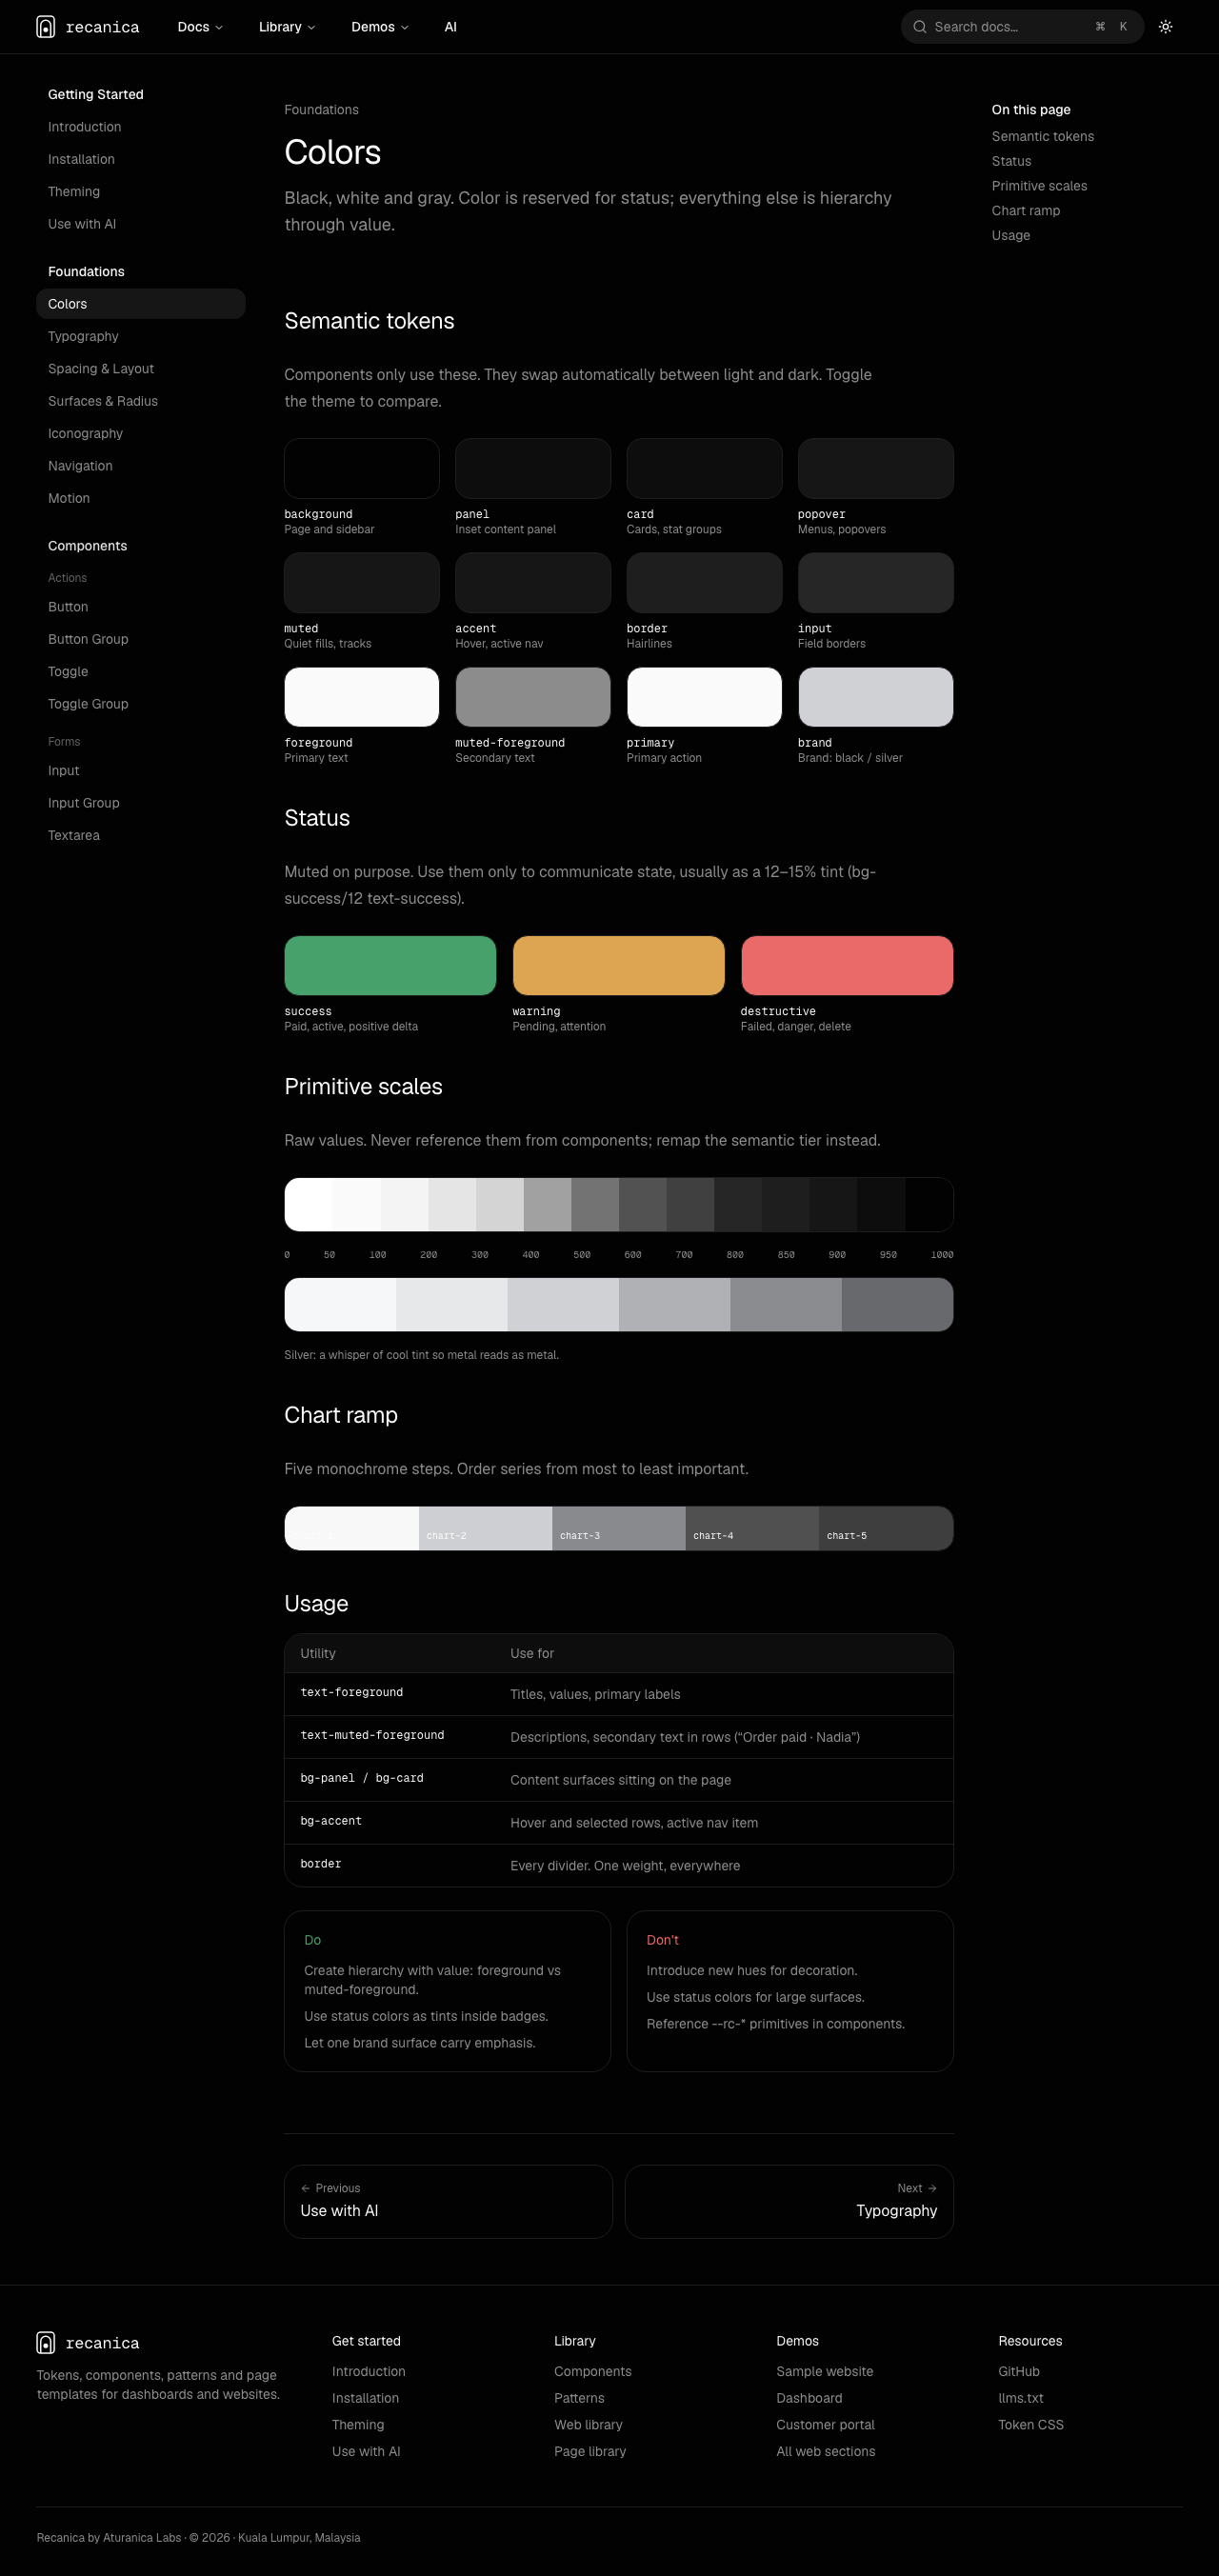 recanica
Docs
Library
Demos
AI
Search docs...
⌘ K
Getting Started
Introduction
Installation
Theming
Use with AI
Foundations
Colors
Typography
Spacing & Layout
Surfaces & Radius
Iconography
Navigation
Motion
Components
Actions
Button
Button Group
Toggle
Toggle Group
Forms
Input
Input Group
Textarea
Foundations
Colors
Black, white and gray. Color is reserved for status; everything else is hierarchy
through value.
Semantic tokens
Components only use these. They swap automatically between light and dark. Toggle
the theme to compare.
background
Page and sidebar
panel
Inset content panel
card
Cards, stat groups
popover
Menus, popovers
muted
Quiet fills, tracks
accent
Hover, active nav
border
Hairlines
input
Field borders
foreground
Primary text
muted-foreground
Secondary text
primary
Primary action
brand
Brand: black / silver
Status
Muted on purpose. Use them only to communicate state, usually as a 12–15% tint (bg-
success/12 text-success).
success
Paid, active, positive delta
warning
Pending, attention
destructive
Failed, danger, delete
Primitive scales
Raw values. Never reference them from components; remap the semantic tier instead.
0 50 100 200 300 400 500 600 700 800 850 900 950 1000
Silver: a whisper of cool tint so metal reads as metal.
Chart ramp
Five monochrome steps. Order series from most to least important.
chart-2 chart-3 chart-4 chart-5
Usage
Utility Use for
text-foreground Titles, values, primary labels
text-muted-foreground Descriptions, secondary text in rows (“Order paid · Nadia”)
bg-panel / bg-card Content surfaces sitting on the page
bg-accent Hover and selected rows, active nav item
border Every divider. One weight, everywhere
Do
Create hierarchy with value: foreground vs
muted-foreground.
Use status colors as tints inside badges.
Let one brand surface carry emphasis.
Don't
Introduce new hues for decoration.
Use status colors for large surfaces.
Reference --rc-* primitives in components.
← Previous
Use with AI
Next →
Typography
On this page
Semantic tokens
Status
Primitive scales
Chart ramp
Usage
recanica
Tokens, components, patterns and page
templates for dashboards and websites.
Get started
Introduction
Installation
Theming
Use with AI
Library
Components
Patterns
Web library
Page library
Demos
Sample website
Dashboard
Customer portal
All web sections
Resources
GitHub
llms.txt
Token CSS
Recanica by Aturanica Labs · © 2026 · Kuala Lumpur, Malaysia